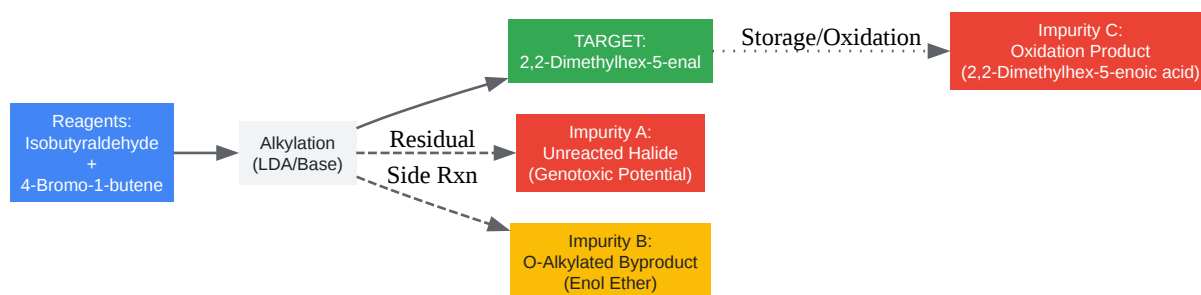 Reagents:
Isobutyraldehyde
+
4-Bromo-1-butene
Alkylation
(LDA/Base)
TARGET:
2,2-Dimethylhex-5-enal
Storage/Oxidation
Impurity C:
Oxidation Product
(2,2-Dimethylhex-5-enoic acid)
Residual
Impurity A:
Unreacted Halide
(Genotoxic Potential)
Side Rxn
Impurity B:
O-Alkylated Byproduct
(Enol Ether)